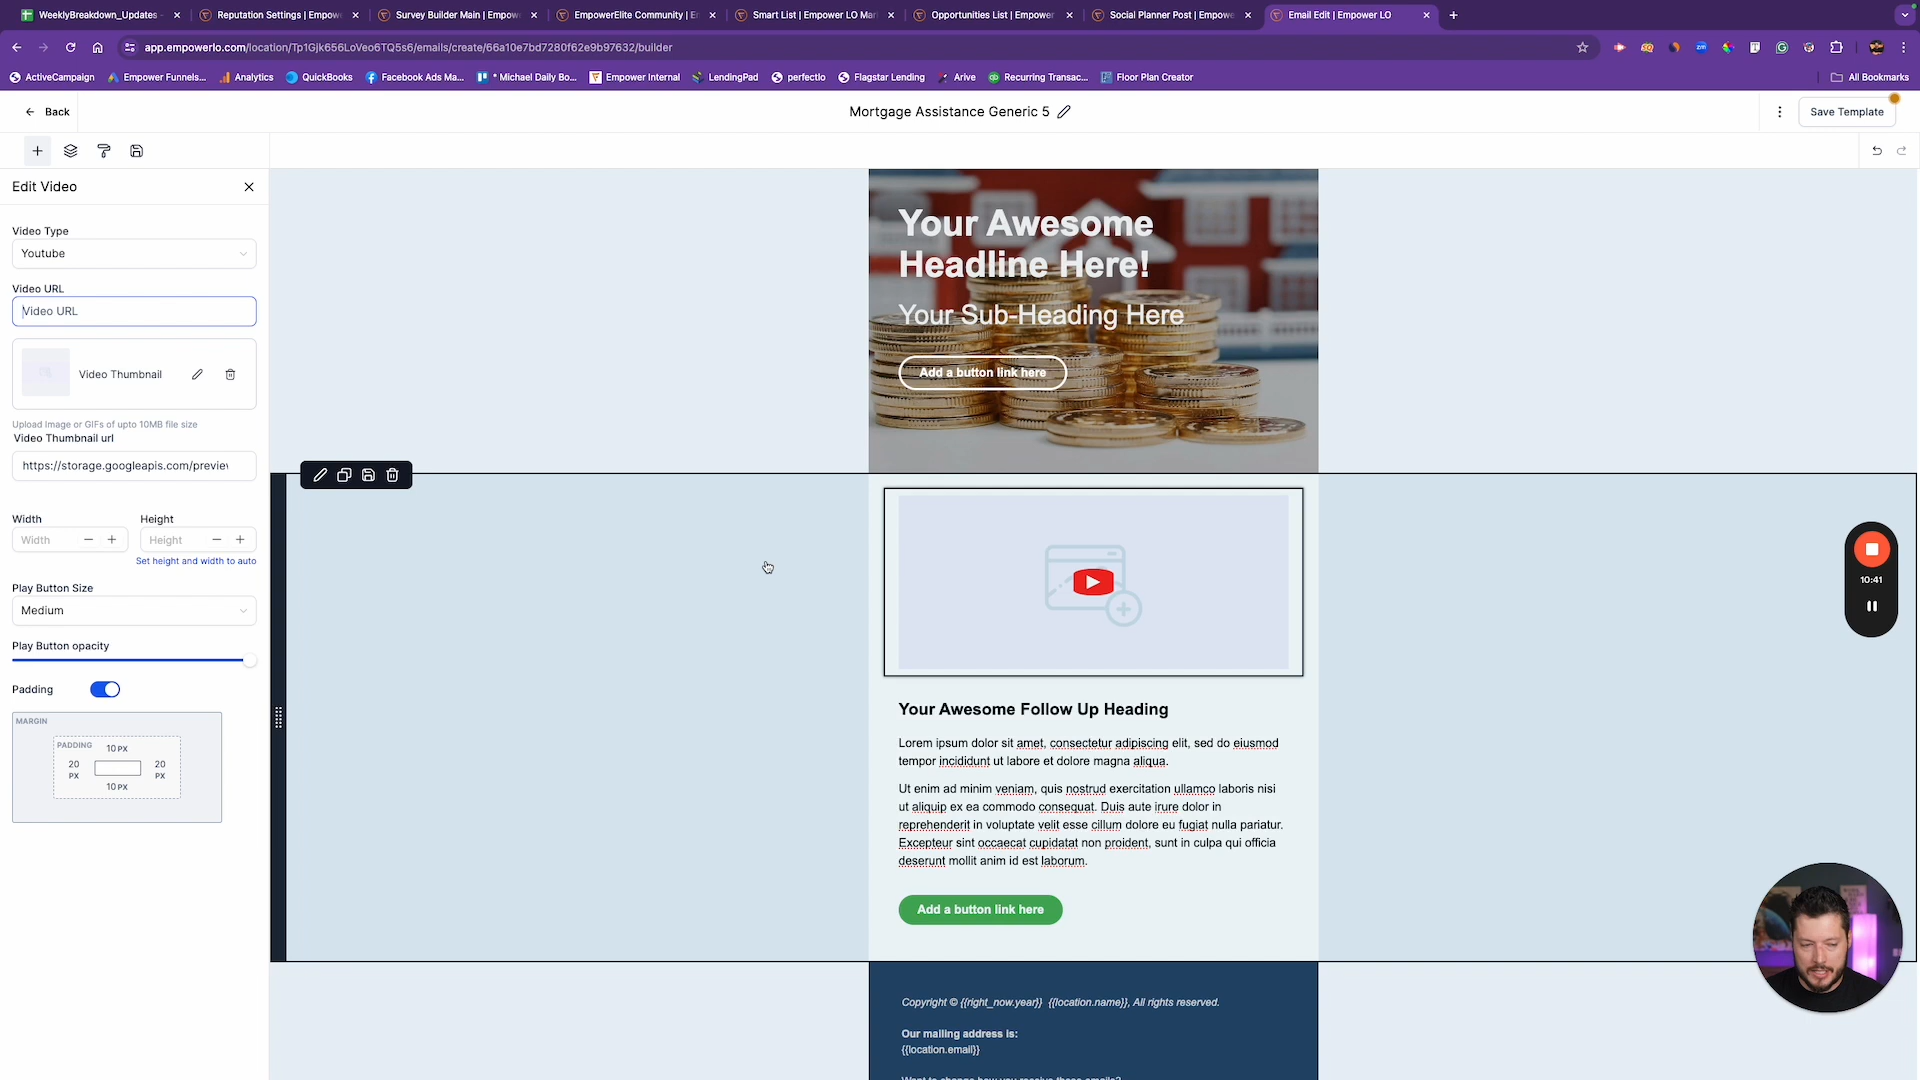 WeeklyBreakdown_Updates
Reputation Settings | Empow
Survey Builder Main | Empow
EmpowerElite Community | E
Smart List | Empower LO Mar
Opportunities List | Empower
Social Planner Post | Empowe
Email Edit | Empower LO
app.empowerlo.com/location/Tp1Gjk656LoVeo6TQ5s6/emails/create/66a10e7bd7280f62e9b97632/builder
ActiveCampaign
Empower Funnels...
Analytics
QuickBooks
Facebook Ads Ma...
* Michael Daily Bo...
Empower Internal
LendingPad
perfectlo
Flagstar Lending
Arive
Recurring Transac...
Floor Plan Creator
All Bookmarks
Back
Mortgage Assistance Generic 5
Save Template
Edit Video
Video Type
Youtube
Video URL
Video URL
Video Thumbnail
Upload Image or GIFs of upto 10MB file size
Video Thumbnail url
https://storage.googleapis.com/previe
Width
Height
Width
Height
Set height and width to auto
Play Button Size
Medium
Play Button opacity
Padding
MARGIN
PADDING
10 PX
20 PX
20 PX
10 PX
Your Awesome
Headline Here!
Your Sub-Heading Here
Add a button link here
Your Awesome Follow Up Heading
Lorem ipsum dolor sit amet, consectetur adipiscing elit, sed do eiusmod
tempor incididunt ut labore et dolore magna aliqua.
Ut enim ad minim veniam, quis nostrud exercitation ullamco laboris nisi
ut aliquip ex ea commodo consequat. Duis aute irure dolor in
reprehenderit in voluptate velit esse cillum dolore eu fugiat nulla pariatur.
Excepteur sint occaecat cupidatat non proident, sunt in culpa qui officia
deserunt mollit anim id est laborum.
Add a button link here
Copyright © {{right_now.year}} {{location.name}}, All rights reserved.
Our mailing address is:
{{location.email}}
Want to change how you receive these emails?
10:41